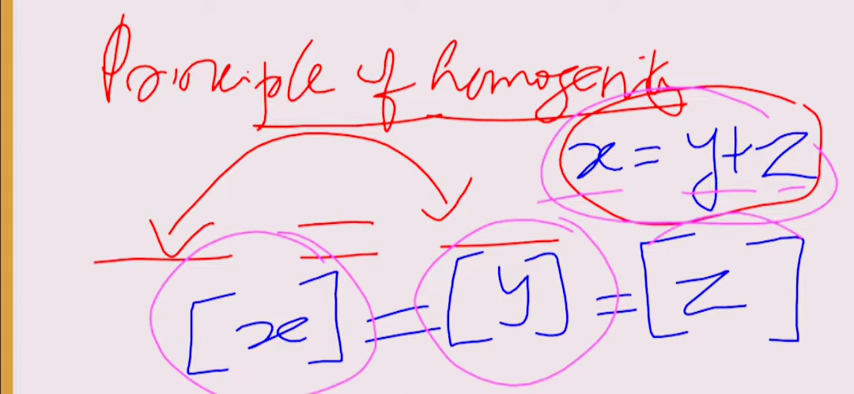 Principle of homogenity
x = y+z
[x] = [y] = [z]